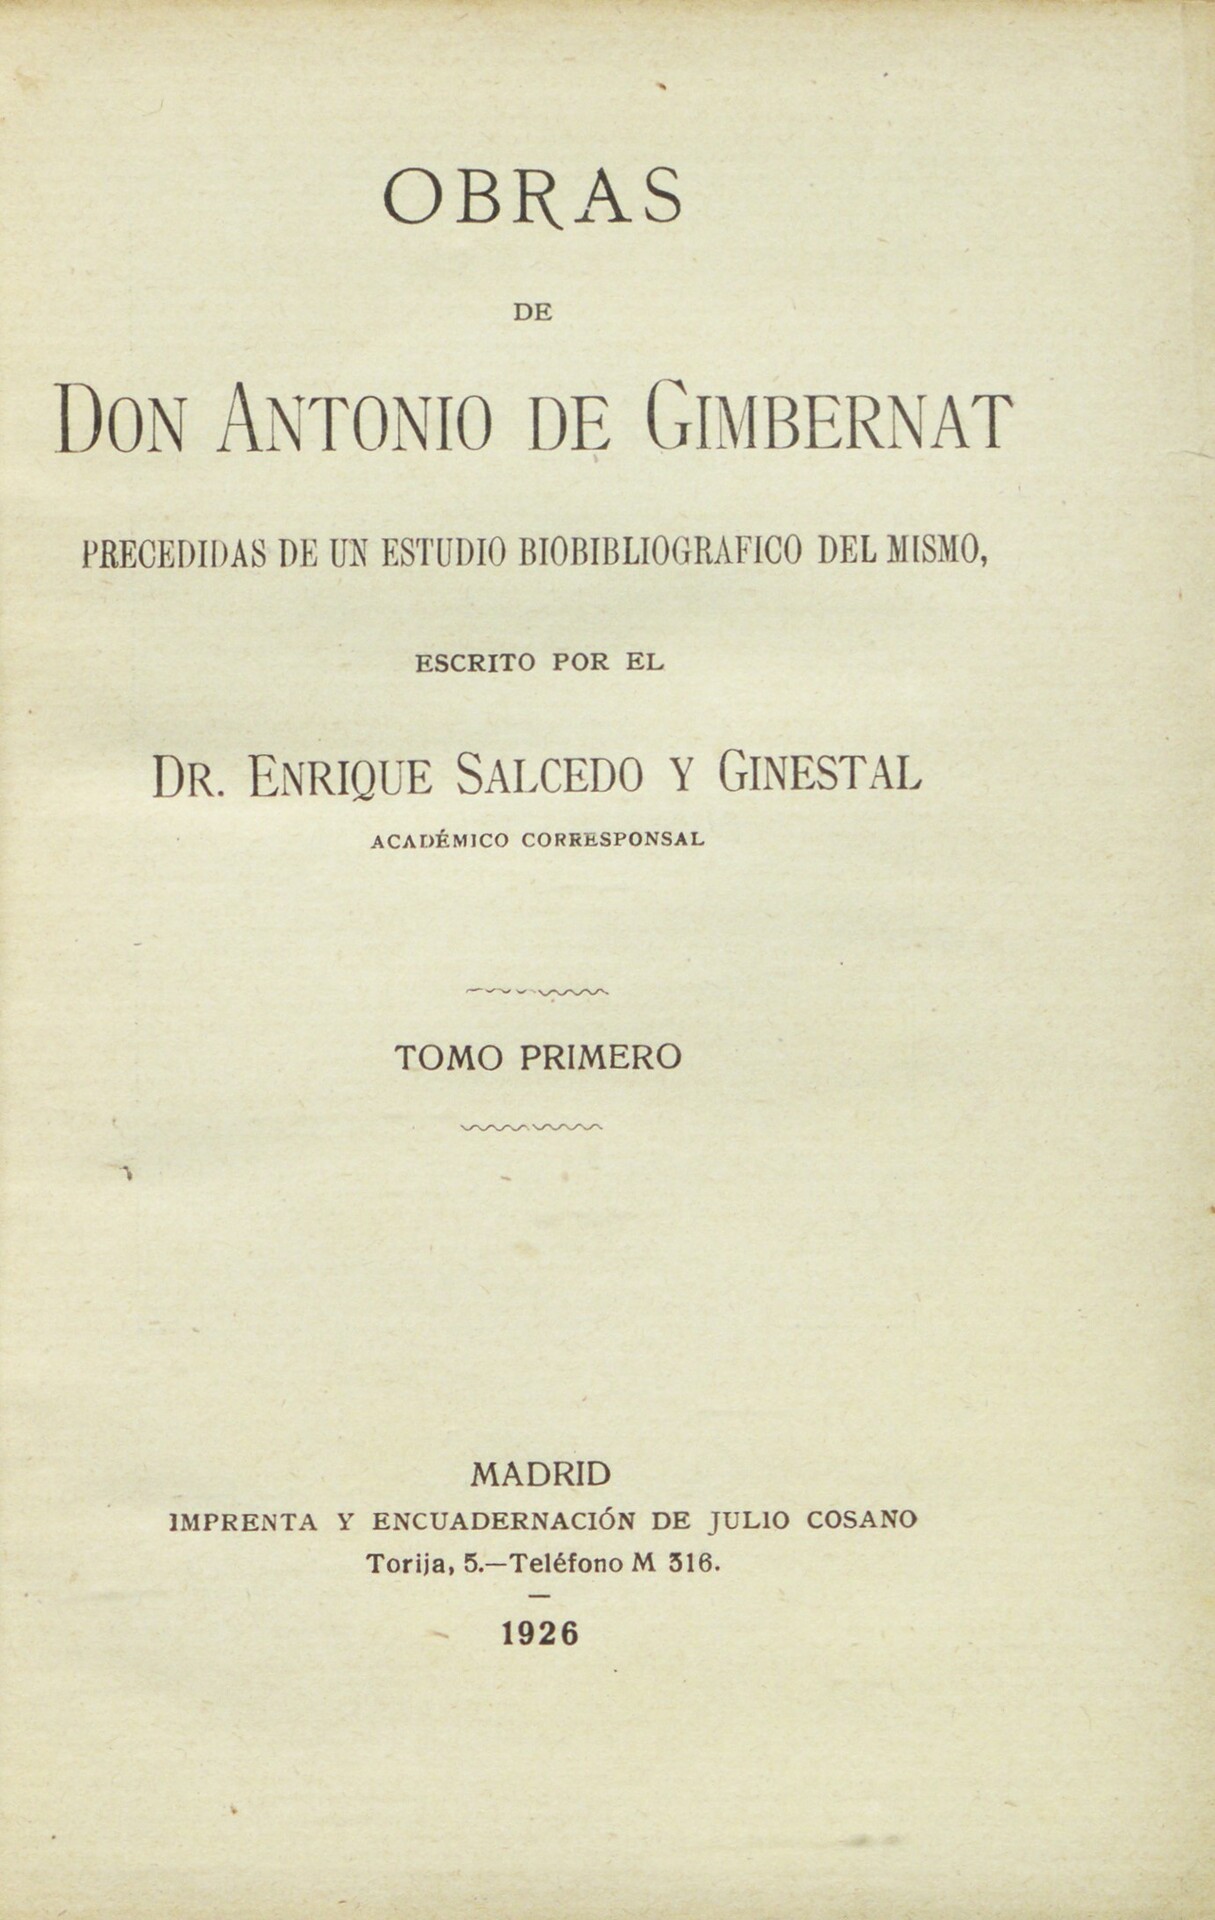 OBRAS
DE
DON ANTONIO DE GIMBERNAT
PRECEDIDAS DE UN ESTUDIO BIOBIBLIOGRAFICO DEL MISMO,
ESCRITO POR EL
DR. ENRIQUE SALCEDO Y GINESTAL
ACADÉMICO CORRESPONSAL
TOMO PRIMERO
MADRID
IMPRENTA Y ENCUADERNACIÓN DE JULIO COSANO
Torija, 5.—Teléfono M 316.
1926